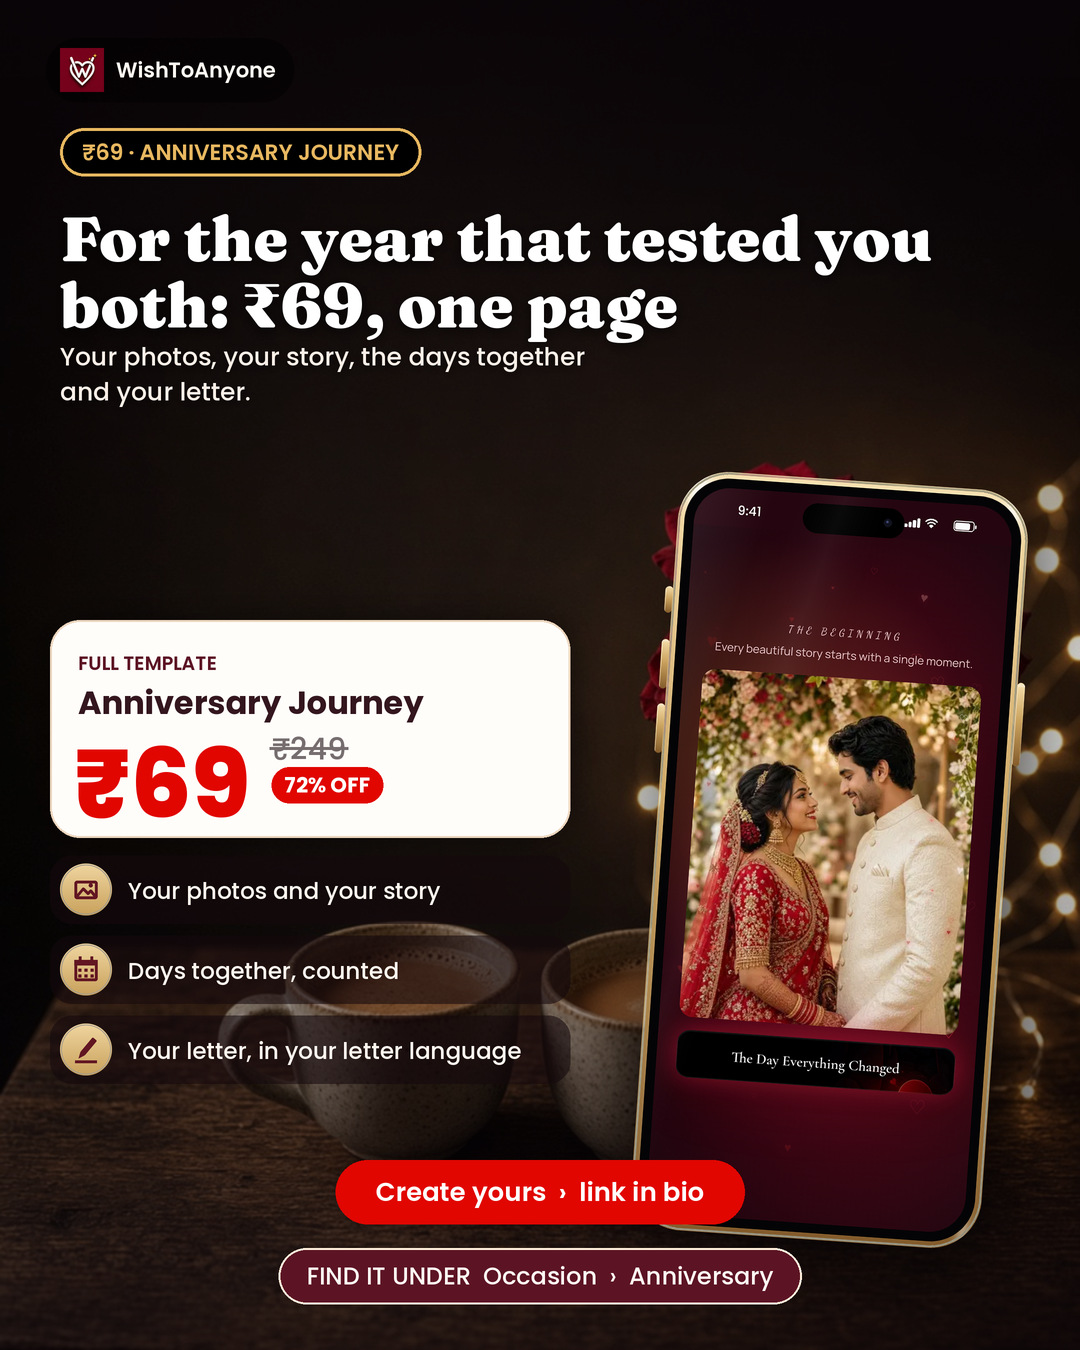 WishToAnyone
₹69 · ANNIVERSARY JOURNEY
For the year that tested you
both: ₹69, one page
Your photos, your story, the days together
and your letter.
9:41
THE BEGINNING
Every beautiful story starts with a single moment.
The Day Everything Changed
FULL TEMPLATE
Anniversary Journey
₹69
₹249
72% OFF
Your photos and your story
Days together, counted
Your letter, in your letter language
Create yours › link in bio
FIND IT UNDER Occasion › Anniversary